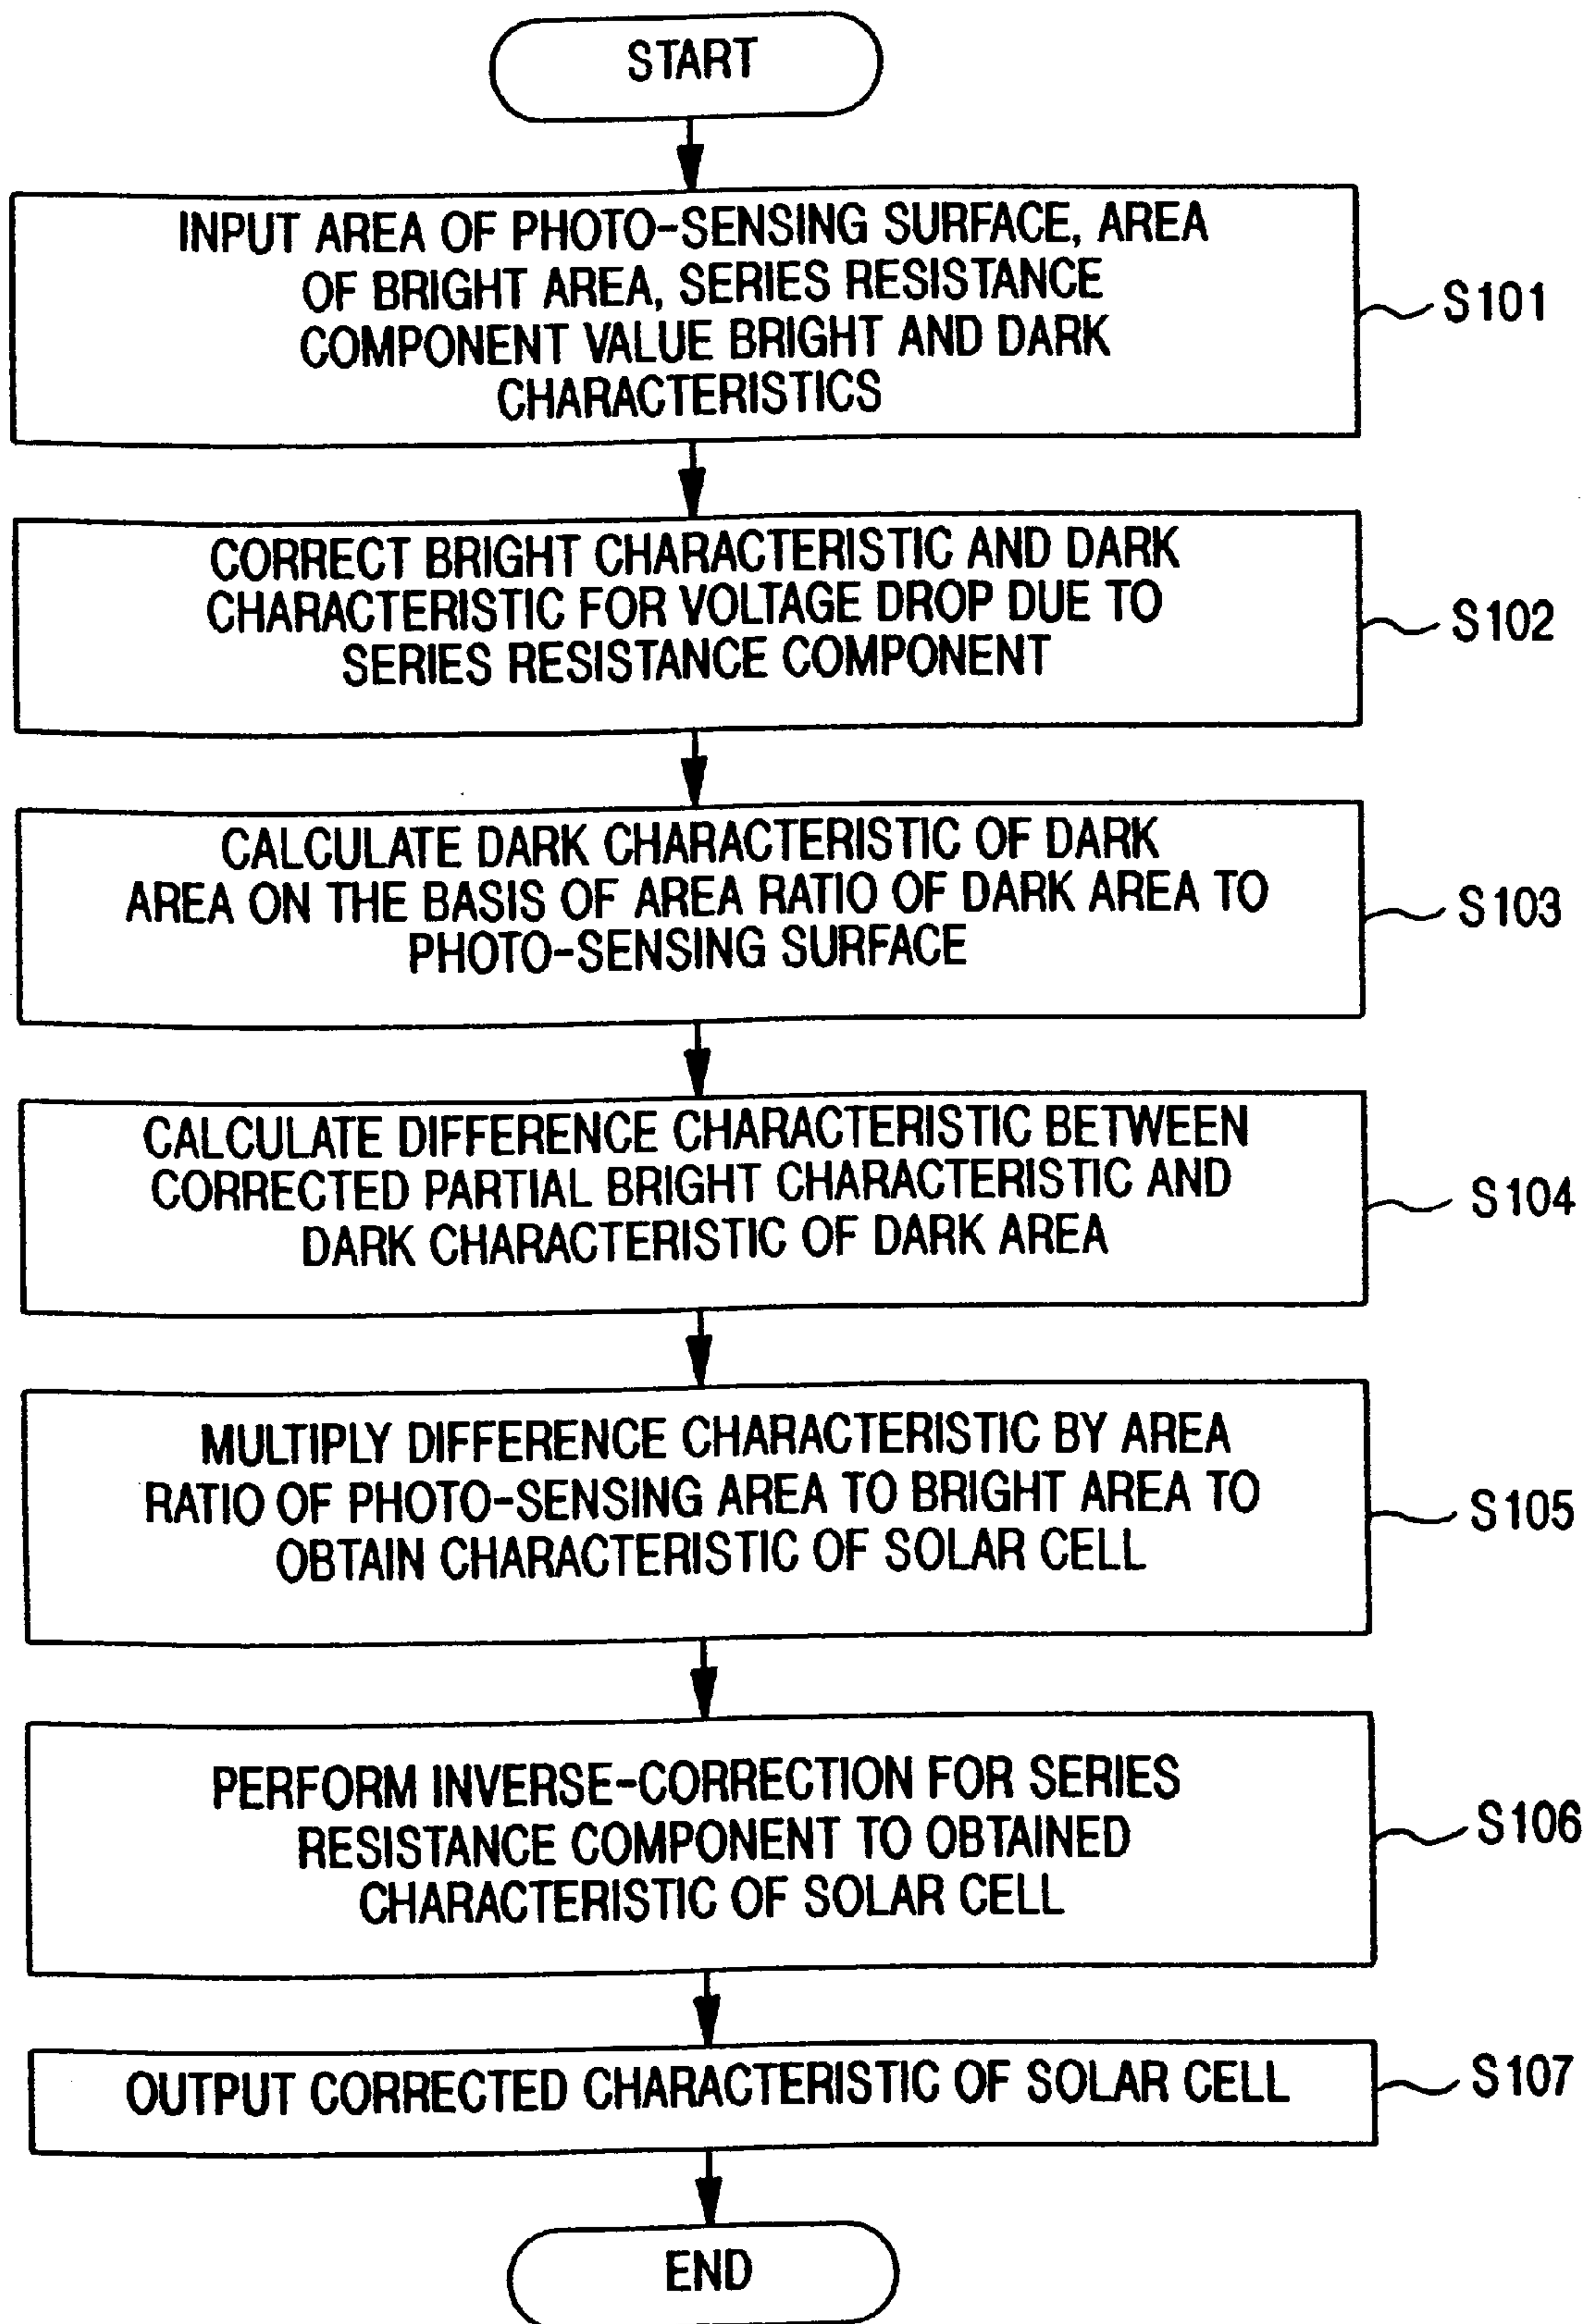 START
INPUT AREA OF PHOTO-SENSING SURFACE, AREA
OF BRIGHT AREA, SERIES RESISTANCE
COMPONENT VALUE BRIGHT AND DARK
CHARACTERISTICS
S101
CORRECT BRIGHT CHARACTERISTIC AND DARK
CHARACTERISTIC FOR VOLTAGE DROP DUE TO
SERIES RESISTANCE COMPONENT
S102
CALCULATE DARK CHARACTERISTIC OF DARK
AREA ON THE BASIS OF AREA RATIO OF DARK AREA TO
PHOTO-SENSING SURFACE
S103
CALCULATE DIFFERENCE CHARACTERISTIC BETWEEN
CORRECTED PARTIAL BRIGHT CHARACTERISTIC AND
DARK CHARACTERISTIC OF DARK AREA
S104
MULTIPLY DIFFERENCE CHARACTERISTIC BY AREA
RATIO OF PHOTO-SENSING AREA TO BRIGHT AREA TO
OBTAIN CHARACTERISTIC OF SOLAR CELL
S105
PERFORM INVERSE-CORRECTION FOR SERIES
RESISTANCE COMPONENT TO OBTAINED
CHARACTERISTIC OF SOLAR CELL
S106
OUTPUT CORRECTED CHARACTERISTIC OF SOLAR CELL
S107
END